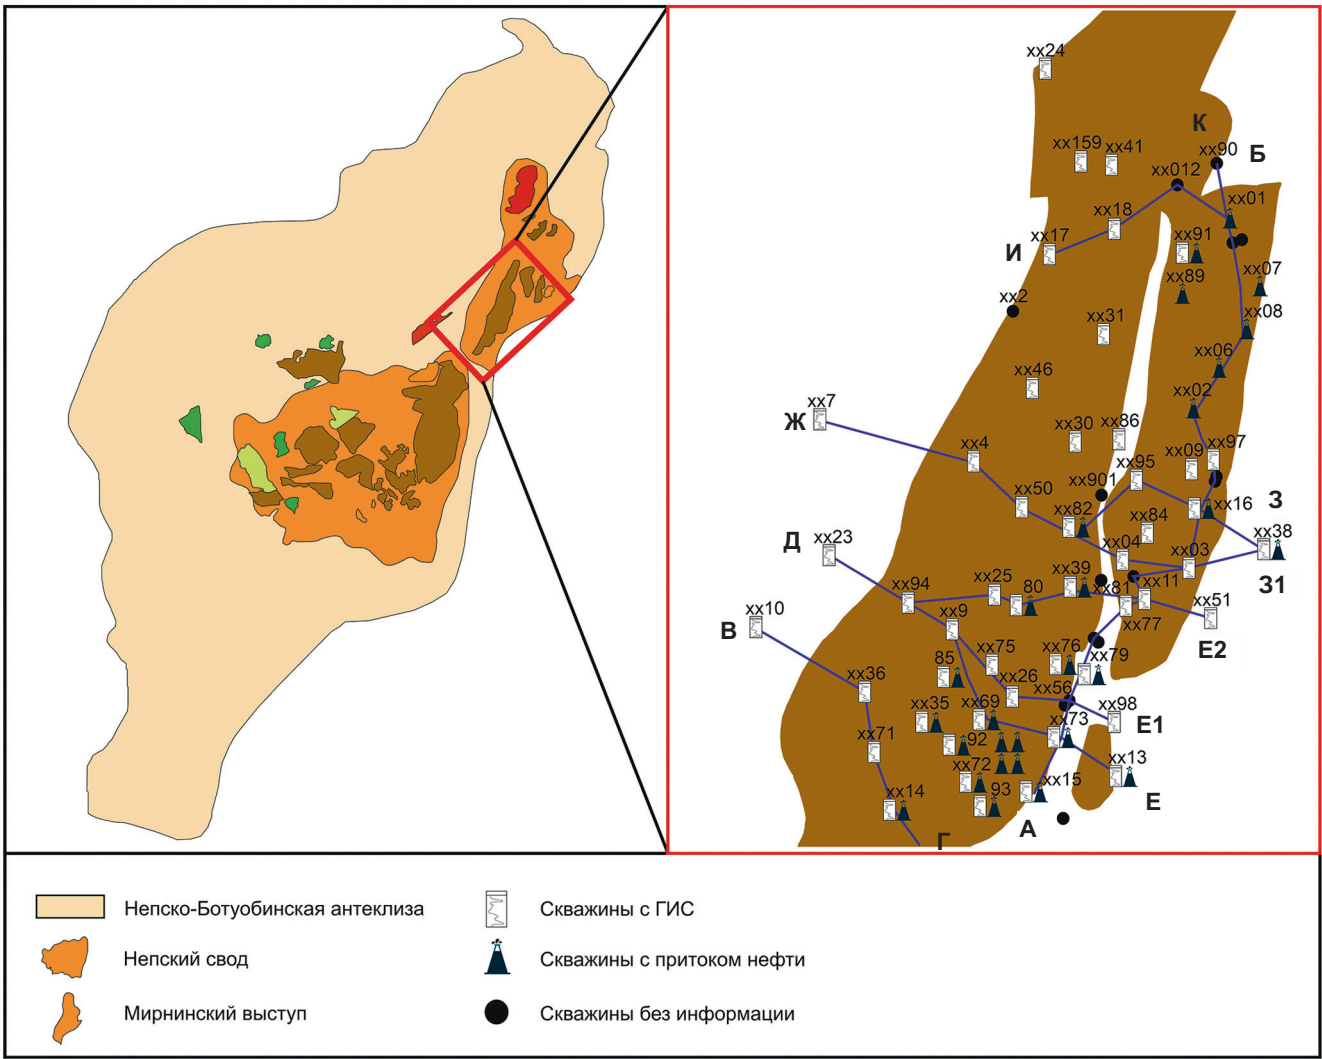 xx24
К
xx159
xx41
xx90
Б
xx012
xx01
xx18
xx17
xx91
И
xx89
xx07
xx2
xx08
xx31
xx06
xx46
xx02
xx7
Ж
xx30
xx86
xx4
xx09
xx97
xx95
xx901
xx50
xx82
xx16
З
xx84
xx38
xx23
Д
xx04
xx03
xx39
З1
xx94
xx25
80
xx81
xx11
xx51
xx10
xx9
xx77
В
Е2
85
xx75
xx76
xx79
xx36
xx26
xx56
xx35
xx69
xx73
xx98
Е1
xx71
92
xx72
xx13
xx14
93
xx15
Е
А
Г
Непско-Ботуобинская антеклиза
Непский свод
Мирнинский выступ
Скважины с ГИС
Скважины с притоком нефти
Скважины без информации